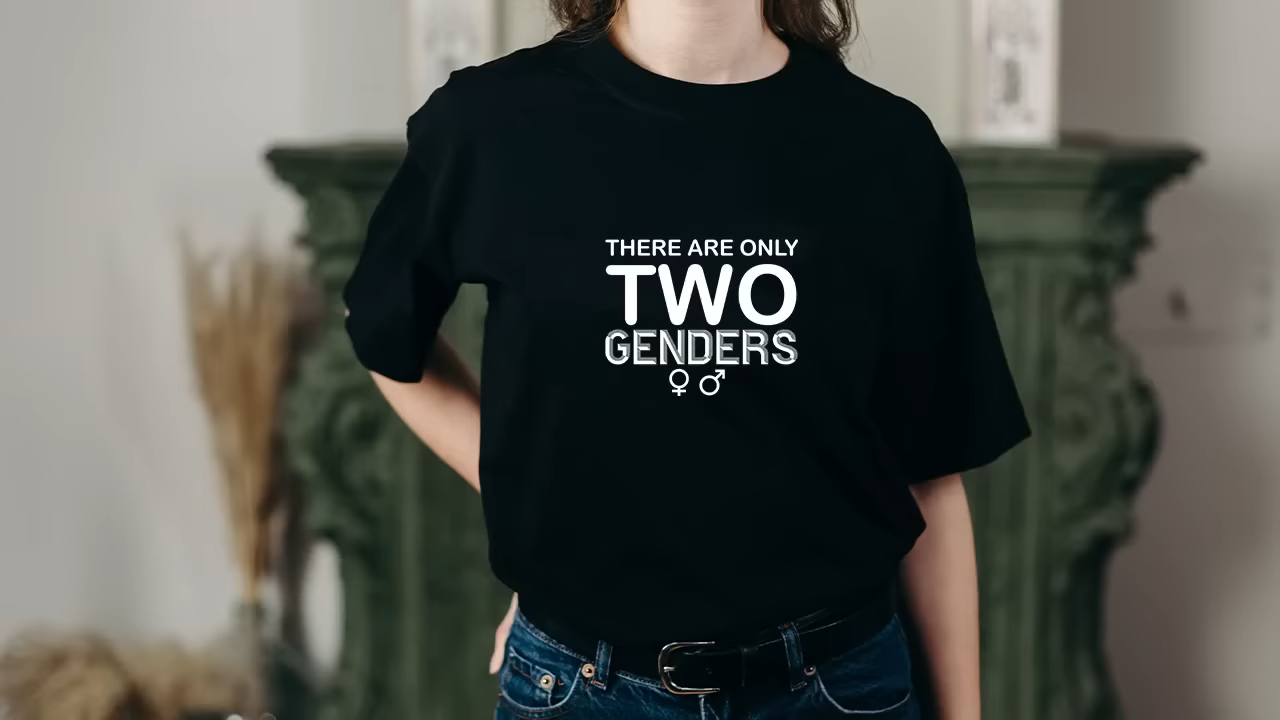 THERE ARE ONLY
TWO
GENDERS
♀ ♂